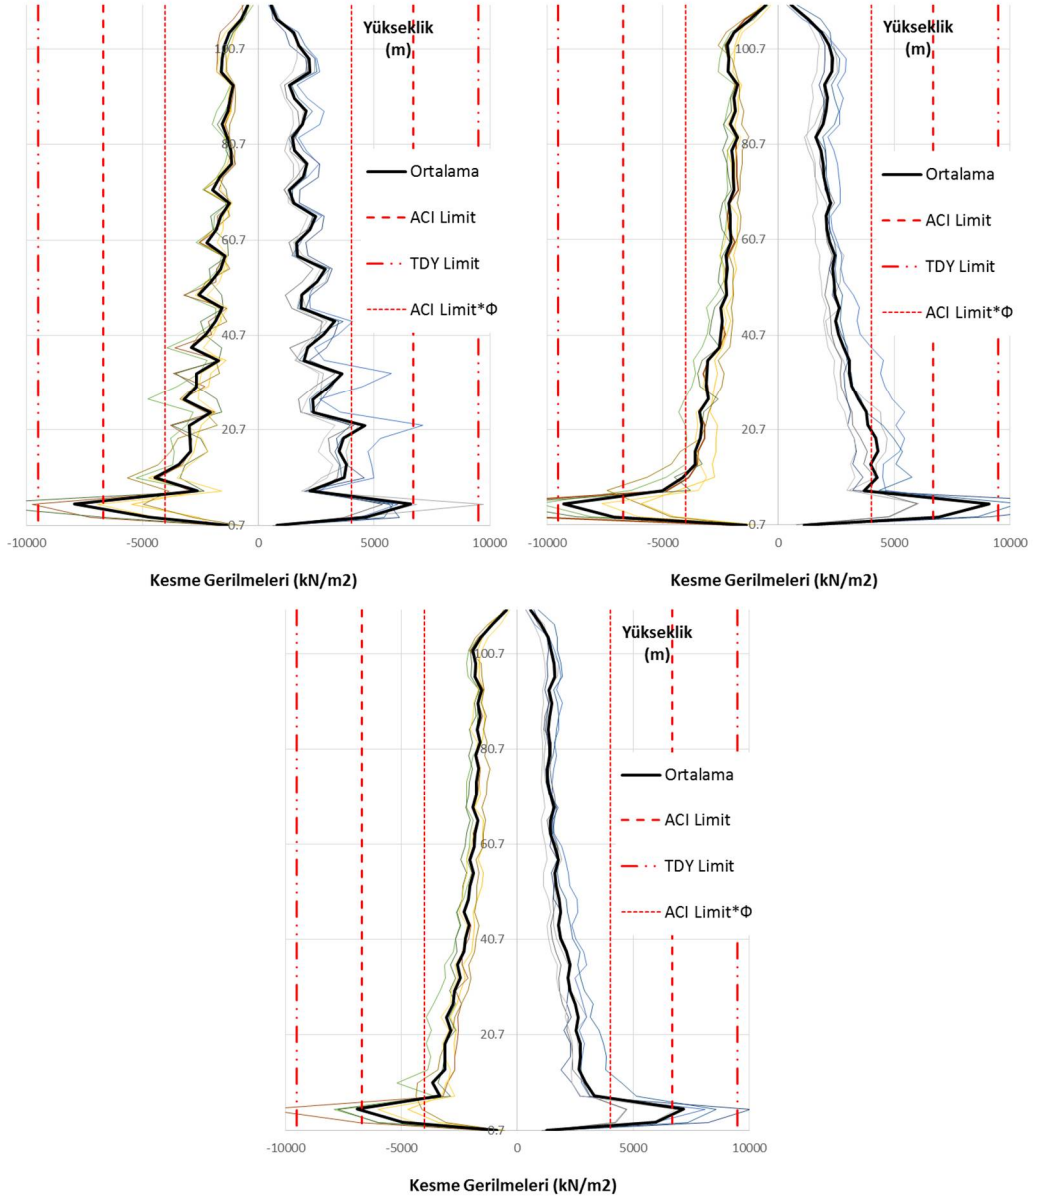 Yükseklik
(m)
100.7
80.7
60.7
40.7
20.7
0.7
Ortalama
ACI Limit
TDY Limit
ACI Limit*Φ
-10000
-5000
0
5000
10000
Kesme Gerilmeleri (kN/m2)
Yükseklik
(m)
100.7
80.7
60.7
40.7
20.7
0.7
Ortalama
ACI Limit
TDY Limit
ACI Limit*Φ
-10000
-5000
0
5000
10000
Kesme Gerilmeleri (kN/m2)
Yükseklik
(m)
100.7
80.7
60.7
40.7
20.7
0.7
Ortalama
ACI Limit
TDY Limit
ACI Limit*Φ
-10000
-5000
0
5000
10000
Kesme Gerilmeleri (kN/m2)